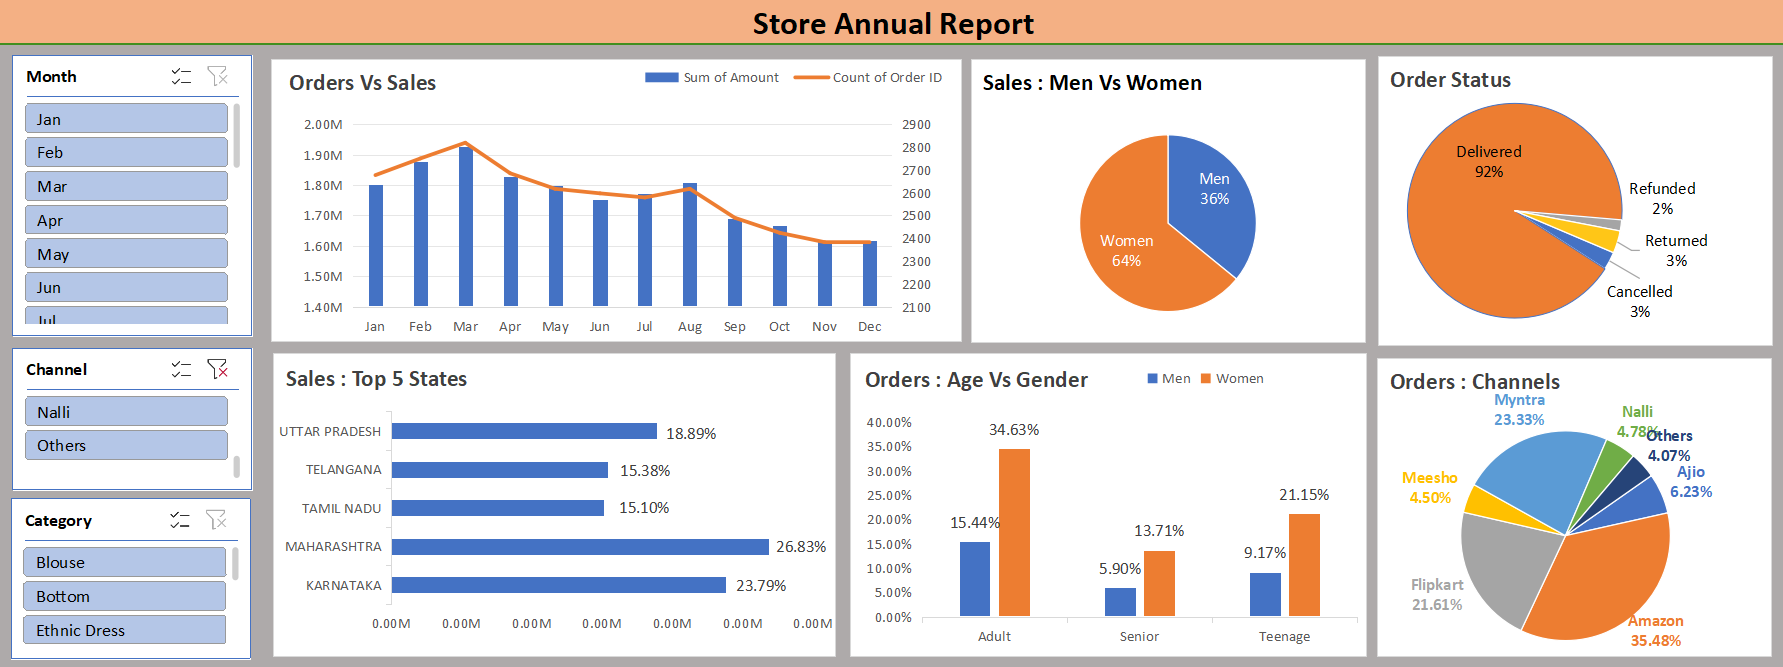 Store Annual Report
Month
Jan
Feb
Mar
Apr
May
Jun
Jul
Channel
Nalli
Others
Category
Blouse
Bottom
Ethnic Dress
Orders Vs Sales
Sum of Amount
Count of Order ID
2.00M
1.90M
1.80M
1.70M
1.60M
1.50M
1.40M
2900
2800
2700
2600
2500
2400
2300
2200
2100
Jan Feb Mar Apr May Jun Jul Aug Sep Oct Nov Dec
Sales : Men Vs Women
Men
36%
Women
64%
Order Status
Delivered
92%
Refunded
2%
Returned
3%
Cancelled
3%
Sales : Top 5 States
UTTAR PRADESH 18.89%
TELANGANA 15.38%
TAMIL NADU 15.10%
MAHARASHTRA 26.83%
KARNATAKA 23.79%
0.00M 0.00M 0.00M 0.00M 0.00M 0.00M 0.00M
Orders : Age Vs Gender
Men Women
40.00%
35.00%
30.00%
25.00%
20.00%
15.00%
10.00%
5.00%
0.00%
15.44%
34.63%
5.90%
13.71%
9.17%
21.15%
Adult Senior Teenage
Orders : Channels
Myntra
23.33%
Nalli
4.78%
Others
4.07%
Ajio
6.23%
Meesho
4.50%
Flipkart
21.61%
Amazon
35.48%